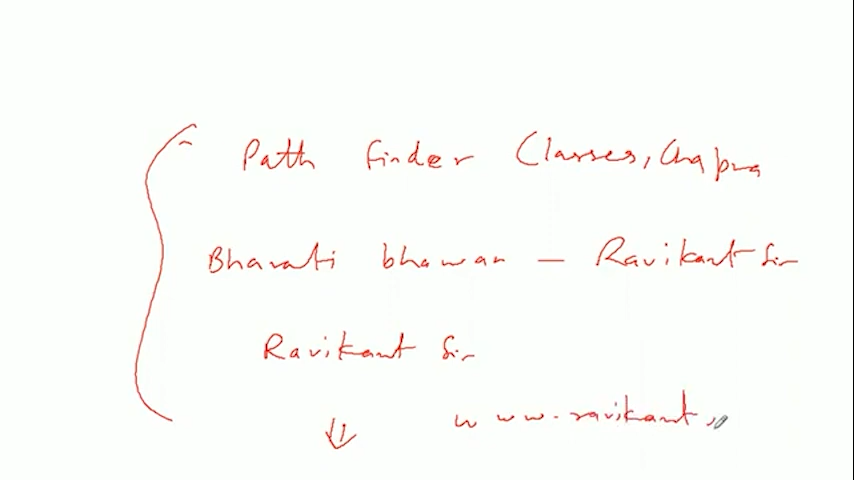 Path finder Classes, Chapra
Bharati bhawan — Ravikant Sir
Ravikant Sir
www.ravikant